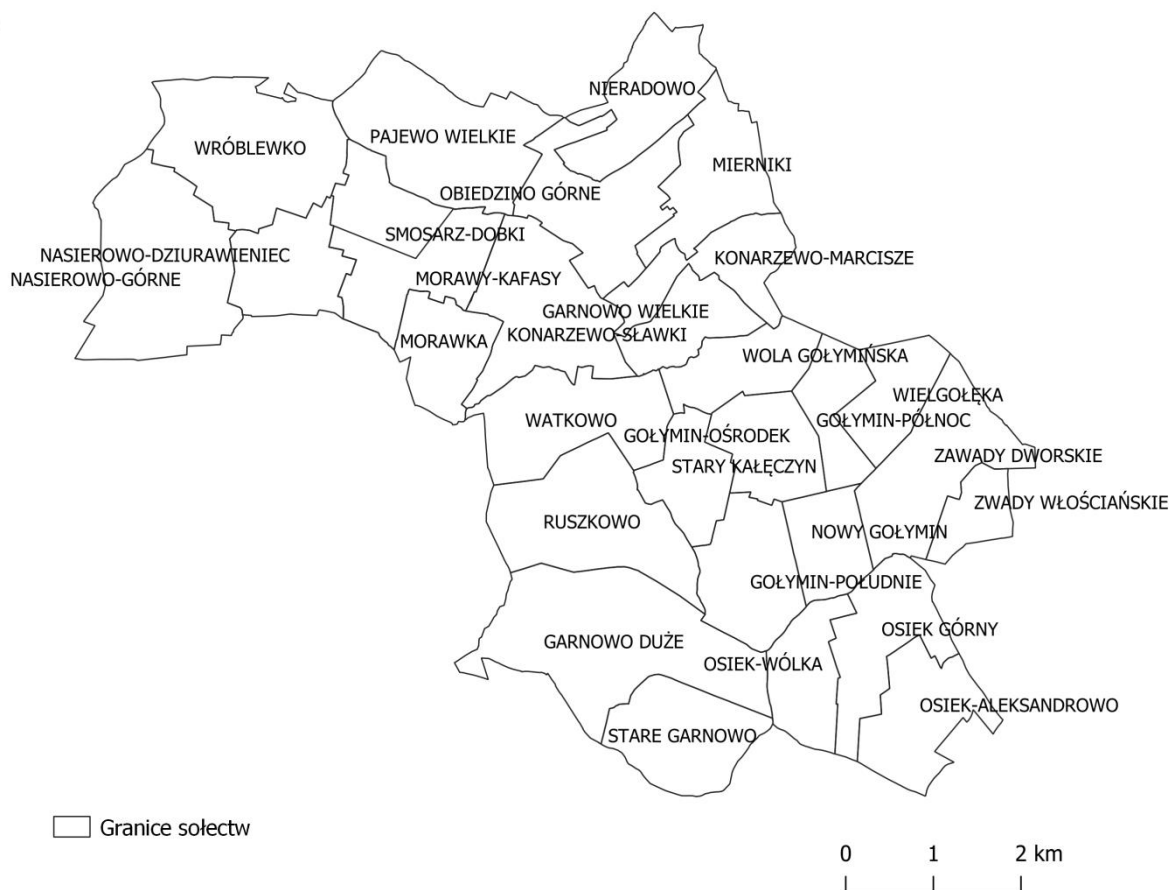 NIERADOWO
PAJEWO WIELKIE
WRÓBLEWKO
MIERNIKI
OBIEDZINO GÓRNE
SMOSARZ-DOBKI
NASIEROWO-DZIURAWIENIEC
KONARZEWO-MARCISZE
NASIEROWO-GÓRNE
MORAWY-KAFASY
GARNOWO WIELKIE
KONARZEWO-SŁAWKI
MORAWKA
WOLA GOŁYMIŃSKA
WIELGOŁĘKA
WATKOWO
GOŁYMIN-PÓŁNOC
GOŁYMIN-OŚRODEK
ZAWADY DWORSKIE
STARY KAŁĘCZYN
ZWADY WŁOŚCIAŃSKIE
RUSZKOWO
NOWY GOŁYMIN
GOŁYMIN-POŁUDNIE
OSIEK GÓRNY
GARNOWO DUŻE
OSIEK-WÓLKA
OSIEK-ALEKSANDROWO
STARE GARNOWO
Granice sołectw
0 1 2 km